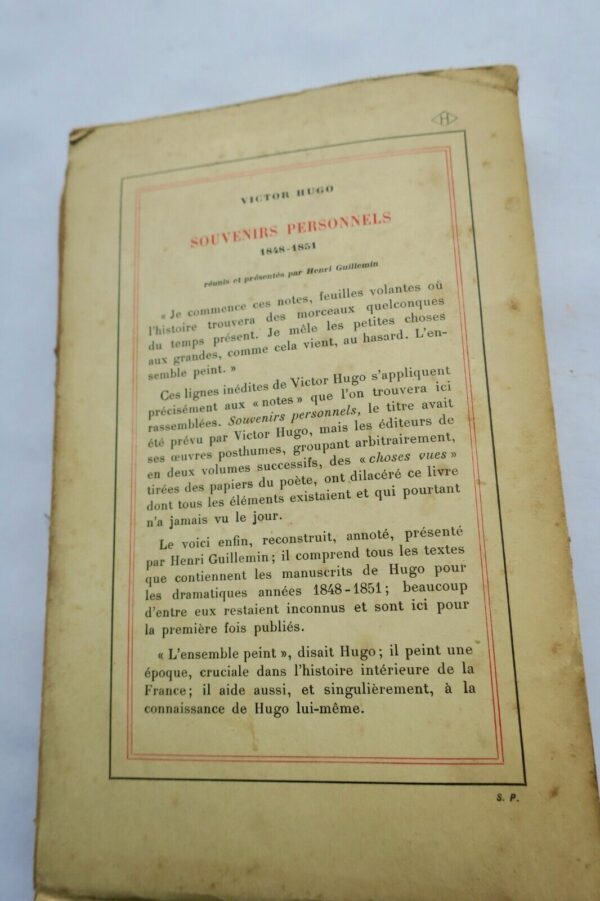 H
VICTOR HUGO
SOUVENIRS PERSONNELS
1848-1851
réunis et présentés par Henri Guillemin
« Je commence ces notes, feuilles volantes où
l'histoire trouvera des morceaux quelconques
du temps présent. Je mêle les petites choses
aux grandes, comme cela vient, au hasard. L'en-
semble peint. »
Ces lignes inédites de Victor Hugo s'appliquent
précisément aux « notes » que l'on trouvera ici
rassemblées. Souvenirs personnels, le titre avait
été prévu par Victor Hugo, mais les éditeurs de
ses œuvres posthumes, groupant arbitrairement,
en deux volumes successifs, des « choses vues »
tirées des papiers du poète, ont dilacéré ce livre
dont tous les éléments existaient et qui pourtant
n'a jamais vu le jour.
Le voici enfin, reconstruit, annoté, présenté
par Henri Guillemin ; il comprend tous les textes
que contiennent les manuscrits de Hugo pour
les dramatiques années 1848-1851 ; beaucoup
d'entre eux restaient inconnus et sont ici pour
la première fois publiés.
« L'ensemble peint », disait Hugo ; il peint une
époque, cruciale dans l'histoire intérieure de la
France ; il aide aussi, et singulièrement, à la
connaissance de Hugo lui-même.
S. P.